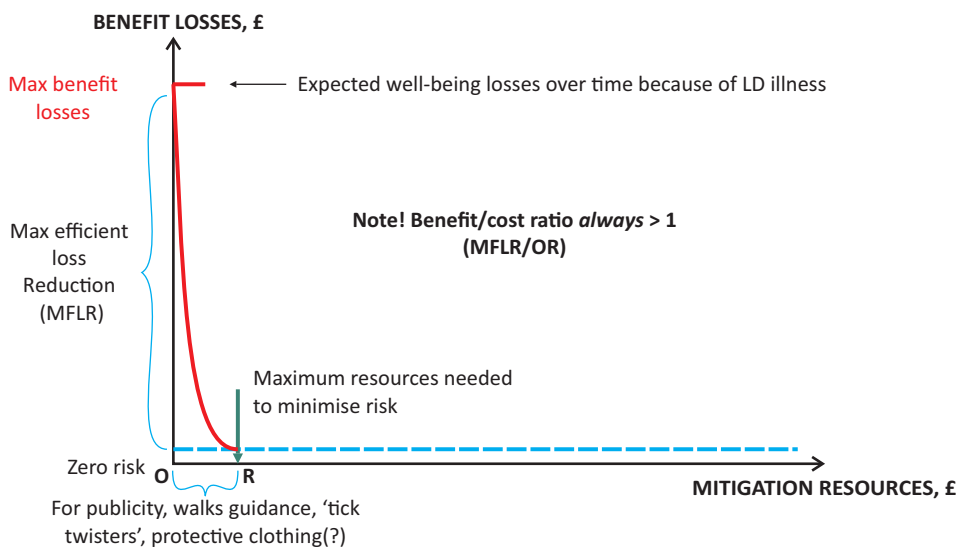 BENEFIT LOSSES, £
Max benefit
losses
Expected well-being losses over time because of LD illness
Note! Benefit/cost ratio always > 1
(MFLR/OR)
Max efficient
loss
Reduction
(MFLR)
Maximum resources needed
to minimise risk
Zero risk
O
R
MITIGATION RESOURCES, £
For publicity, walks guidance, ‘tick
twisters’, protective clothing(?)